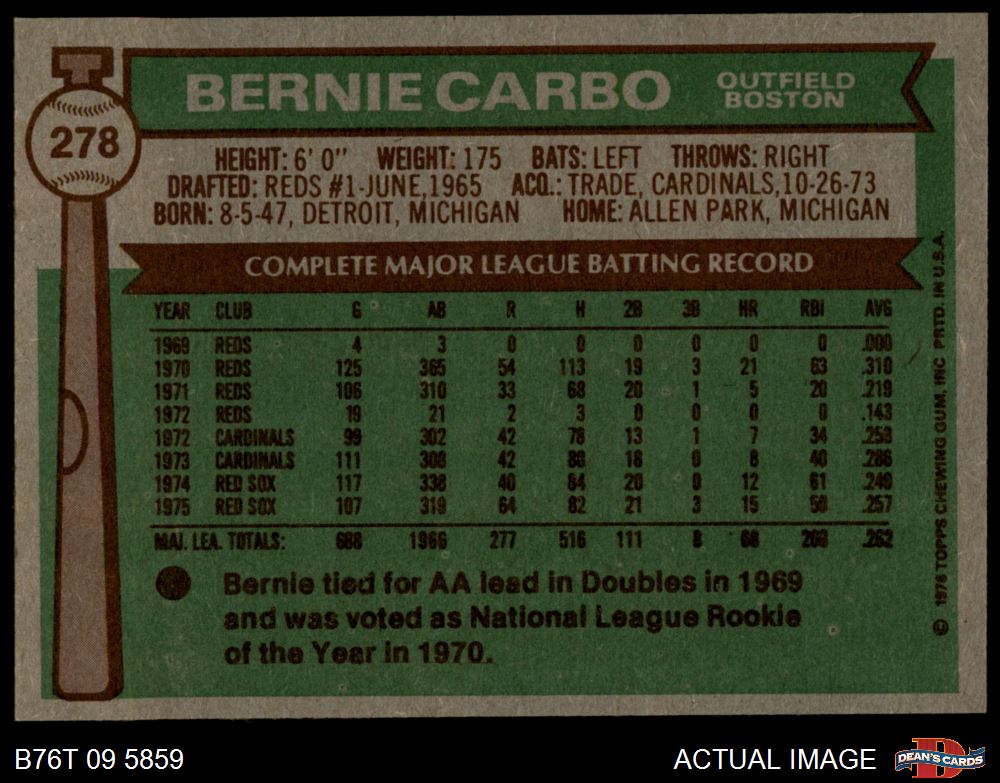 BERNIE CARBO
OUTFIELD
BOSTON
278
HEIGHT: 6' 0" WEIGHT: 175 BATS: LEFT THROWS: RIGHT
DRAFTED: REDS #1-JUNE,1965 ACQ.: TRADE, CARDINALS,10-26-73
BORN: 8-5-47, DETROIT, MICHIGAN HOME: ALLEN PARK, MICHIGAN
COMPLETE MAJOR LEAGUE BATTING RECORD
YEAR CLUB G AB R H 2B 3B HR RBI AVG
1969 REDS 4 3 0 0 0 0 0 0 .000
1970 REDS 125 365 54 113 19 3 21 63 .310
1971 REDS 106 310 33 68 20 1 5 20 .219
1972 REDS 19 21 2 3 0 0 0 0 .143
1972 CARDINALS 99 302 42 78 13 1 7 34 .258
1973 CARDINALS 111 308 42 88 18 0 8 40 .286
1974 RED SOX 117 338 40 84 20 0 12 61 .249
1975 RED SOX 107 319 64 82 21 3 15 50 .257
MAJ. LEA. TOTALS: 688 1966 277 516 111 8 68 268 .262
Bernie tied for AA lead in Doubles in 1969
and was voted as National League Rookie
of the Year in 1970.
© 1976 TOPPS CHEWING GUM, INC PRTD. IN U.S.A.
B76T 09 5859
ACTUAL IMAGE
DEAN'S CARDS